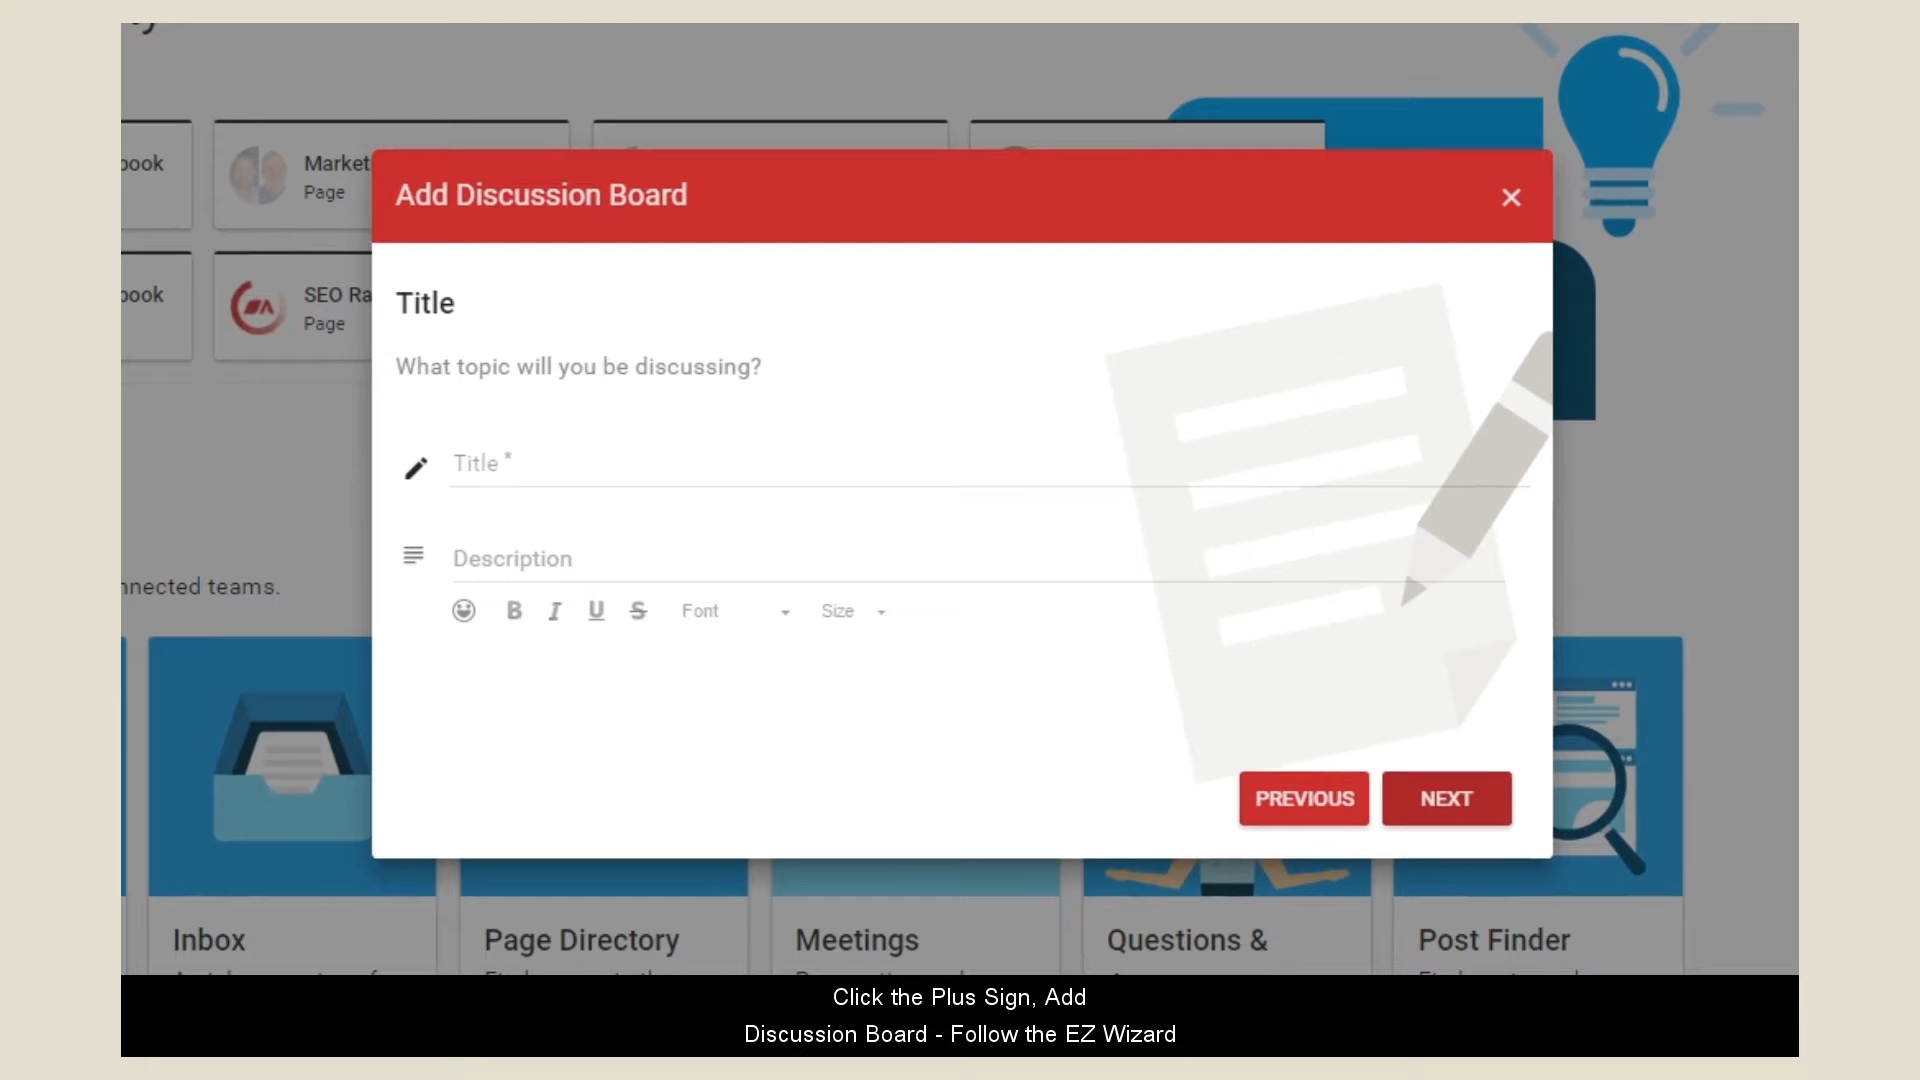 book
Market
Page
Add Discussion Board
book
SEO Ra
Page
Title
What topic will you be discussing?
Title *
Description
nnected teams.
B I U S Font Size
PREVIOUS NEXT
Inbox
Page Directory
Meetings
Questions &
Post Finder
Click the Plus Sign, Add
Discussion Board - Follow the EZ Wizard